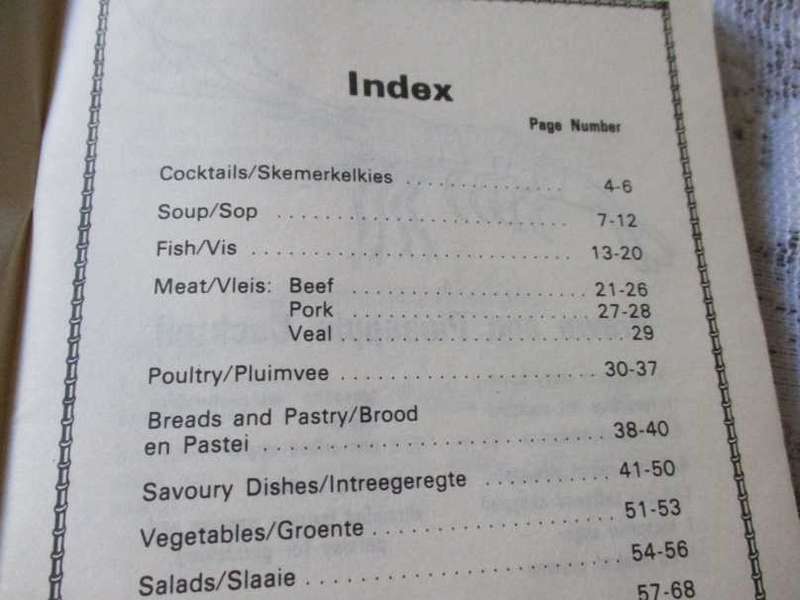 Index
Page Number
Cocktails/Skemerkelkies .............. 4-6
Soup/Sop .......................... 7-12
Fish/Vis ............................ 13-20
Meat/Vleis: Beef ..................... 21-26
Pork ...................... 27-28
Veal ......................... 29
Poultry/Pluimvee ...................... 30-37
Breads and Pastry/Brood
en Pastei ............................. 38-40
Savoury Dishes/Intreegeregte .......... 41-50
Vegetables/Groente .................... 51-53
Salads/Slaaie .......................... 54-56
57-68